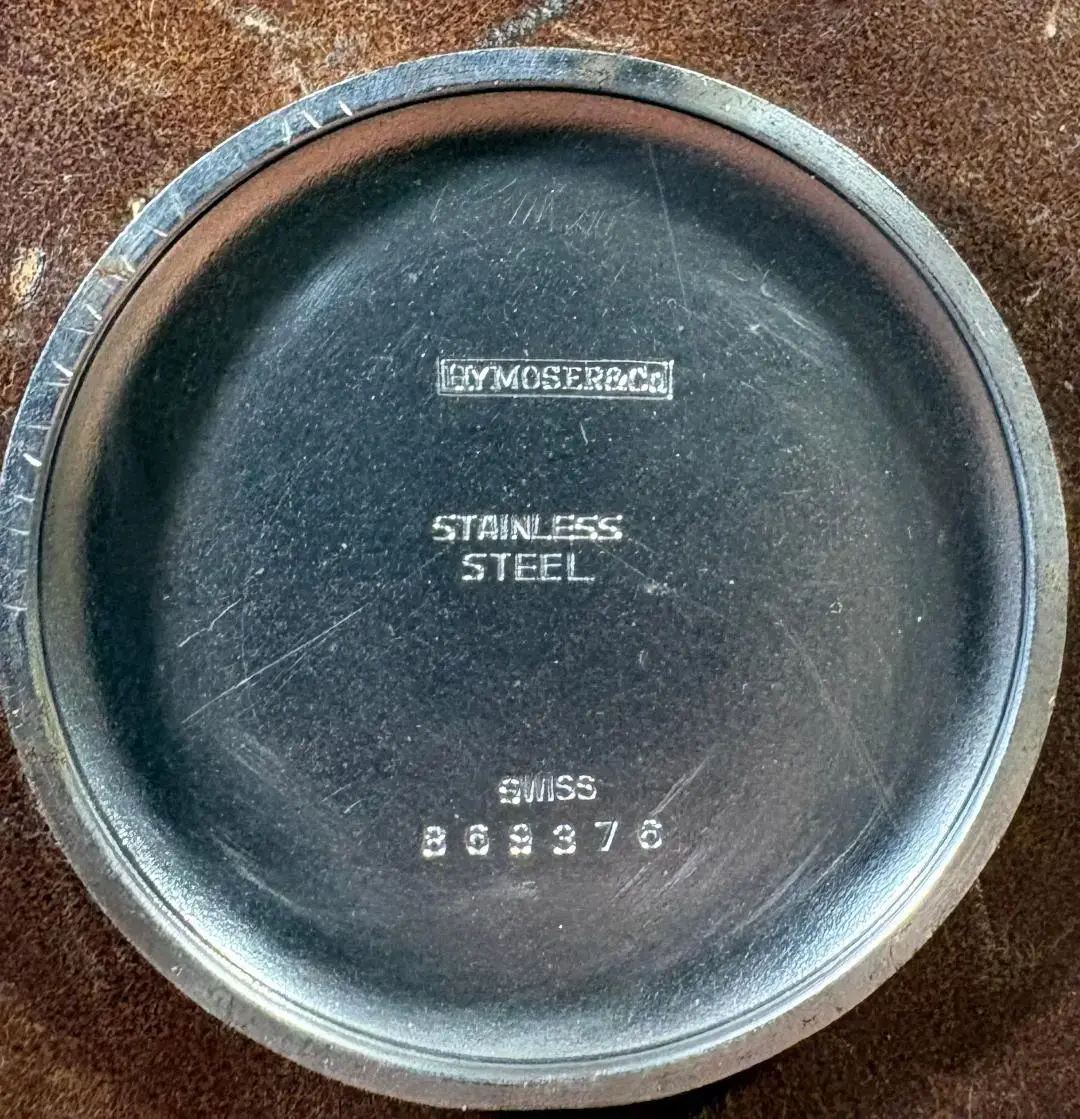 HYMOSER&Co
STAINLESS
STEEL
SWISS
869376